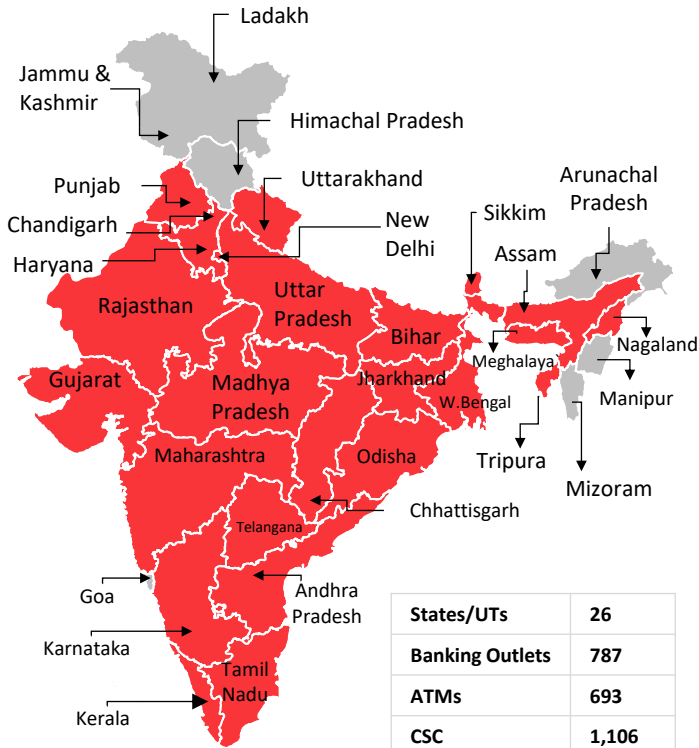 Ladakh
Jammu &
Kashmir
Himachal Pradesh
Arunachal
Pradesh
Punjab
Uttarakhand
Chandigarh
New
Delhi
Sikkim
Haryana
Assam
Rajasthan
Uttar
Pradesh
Bihar
Nagaland
Meghalaya
Gujarat
Madhya
Pradesh
Jharkhand
Manipur
W.Bengal
Maharashtra
Odisha
Tripura
Mizoram
Chhattisgarh
Telangana
Goa
Andhra
Pradesh
Karnataka
Tamil
Nadu
Kerala
States/UTs 26
Banking Outlets 787
ATMs 693
CSC 1,106